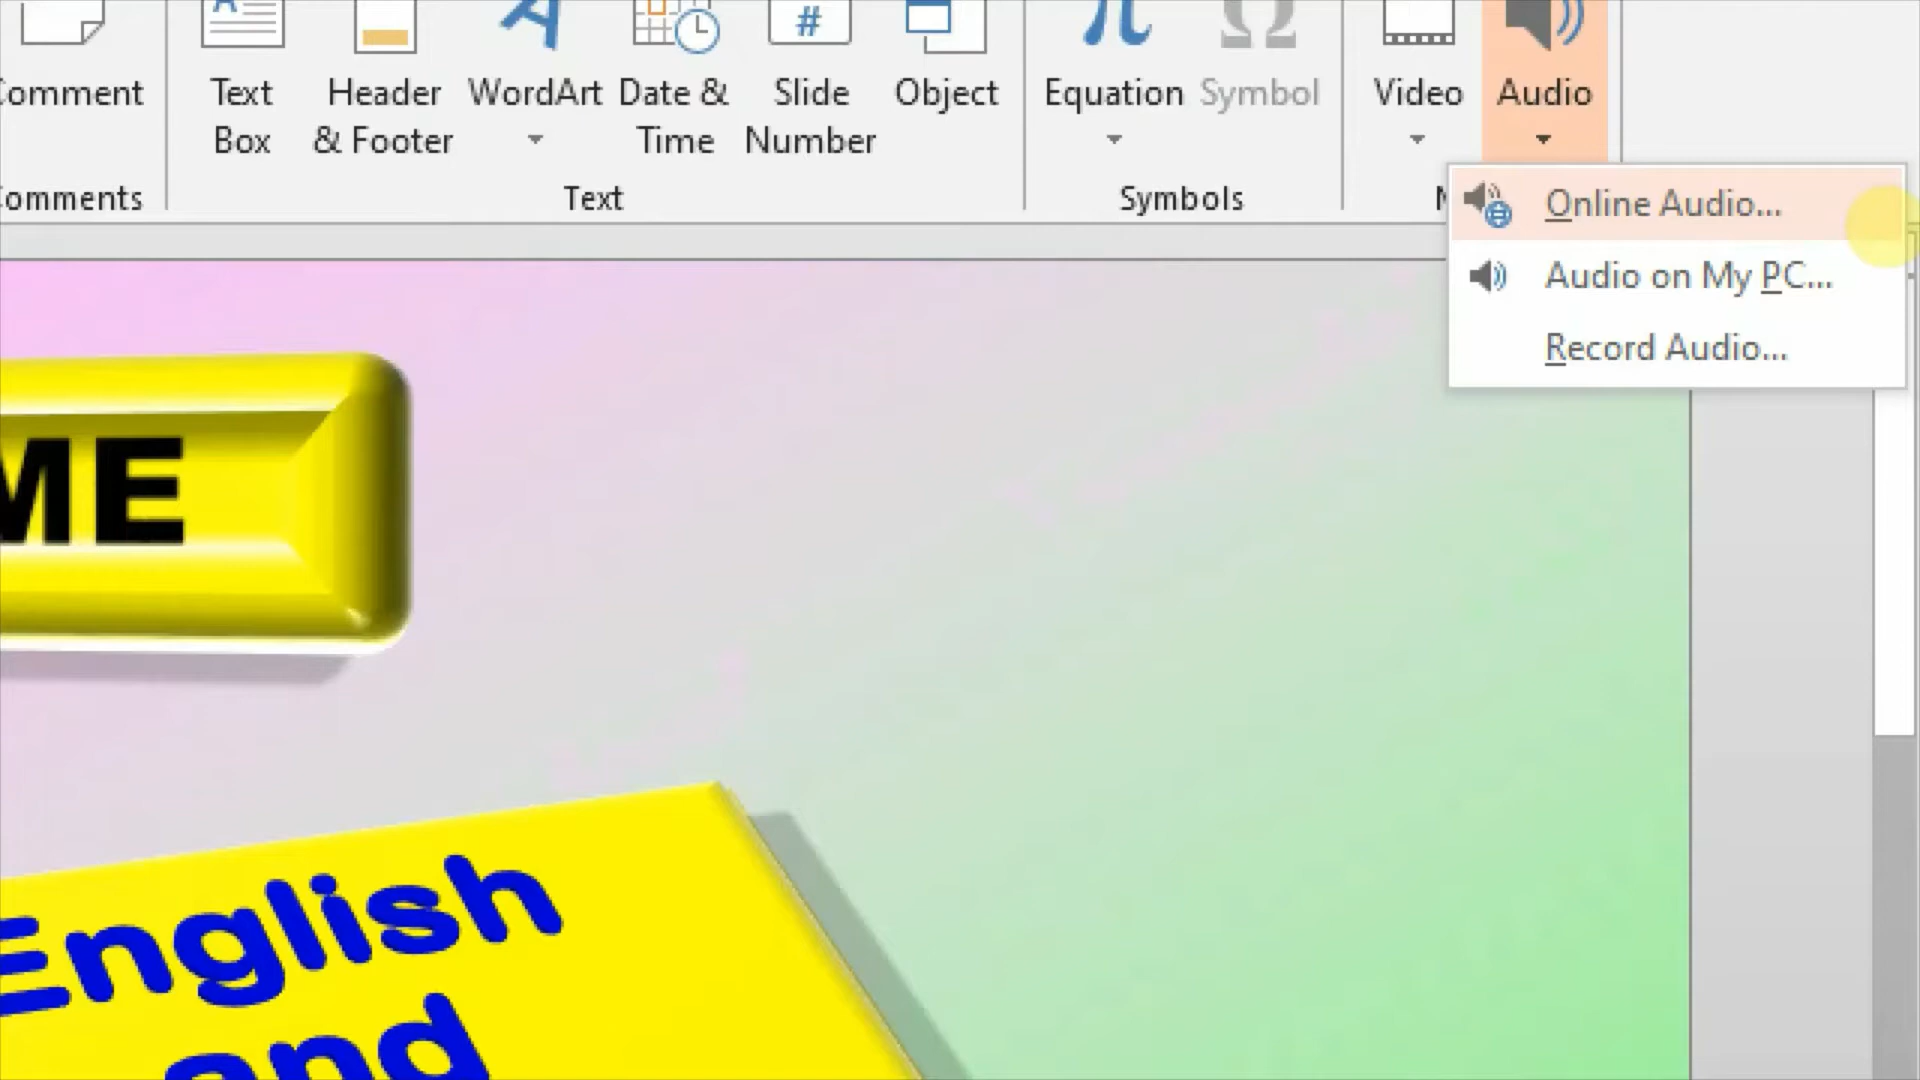 Comment
Text
Box
Header
& Footer
WordArt
Date &
Time
Slide
Number
Object
Equation
Symbol
Video
Audio
Comments
Text
Symbols
Online Audio...
Audio on My PC...
Record Audio...
ME
English
and